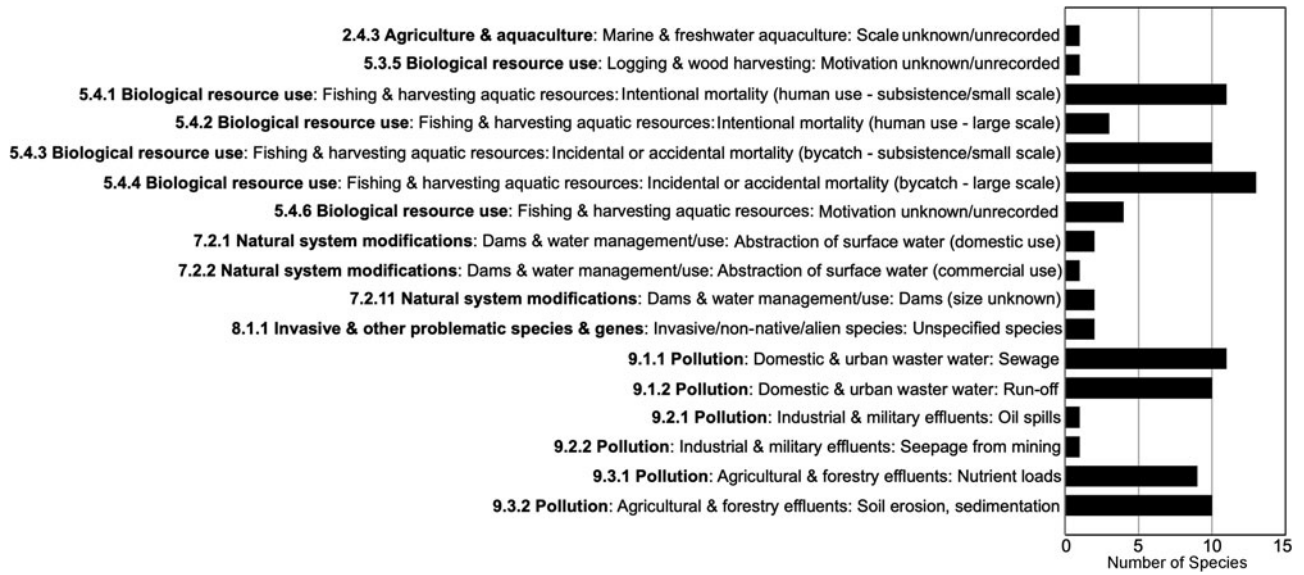 2.4.3 Agriculture & aquaculture: Marine & freshwater aquaculture: Scale unknown/unrecorded
5.3.5 Biological resource use: Logging & wood harvesting: Motivation unknown/unrecorded
5.4.1 Biological resource use: Fishing & harvesting aquatic resources: Intentional mortality (human use - subsistence/small scale)
5.4.2 Biological resource use: Fishing & harvesting aquatic resources: Intentional mortality (human use - large scale)
5.4.3 Biological resource use: Fishing & harvesting aquatic resources: Incidental or accidental mortality (bycatch - subsistence/small scale)
5.4.4 Biological resource use: Fishing & harvesting aquatic resources: Incidental or accidental mortality (bycatch - large scale)
5.4.6 Biological resource use: Fishing & harvesting aquatic resources: Motivation unknown/unrecorded
7.2.1 Natural system modifications: Dams & water management/use: Abstraction of surface water (domestic use)
7.2.2 Natural system modifications: Dams & water management/use: Abstraction of surface water (commercial use)
7.2.11 Natural system modifications: Dams & water management/use: Dams (size unknown)
8.1.1 Invasive & other problematic species & genes: Invasive/non-native/alien species: Unspecified species
9.1.1 Pollution: Domestic & urban waster water: Sewage
9.1.2 Pollution: Domestic & urban waster water: Run-off
9.2.1 Pollution: Industrial & military effluents: Oil spills
9.2.2 Pollution: Industrial & military effluents: Seepage from mining
9.3.1 Pollution: Agricultural & forestry effluents: Nutrient loads
9.3.2 Pollution: Agricultural & forestry effluents: Soil erosion, sedimentation
0 5 10 15
Number of Species